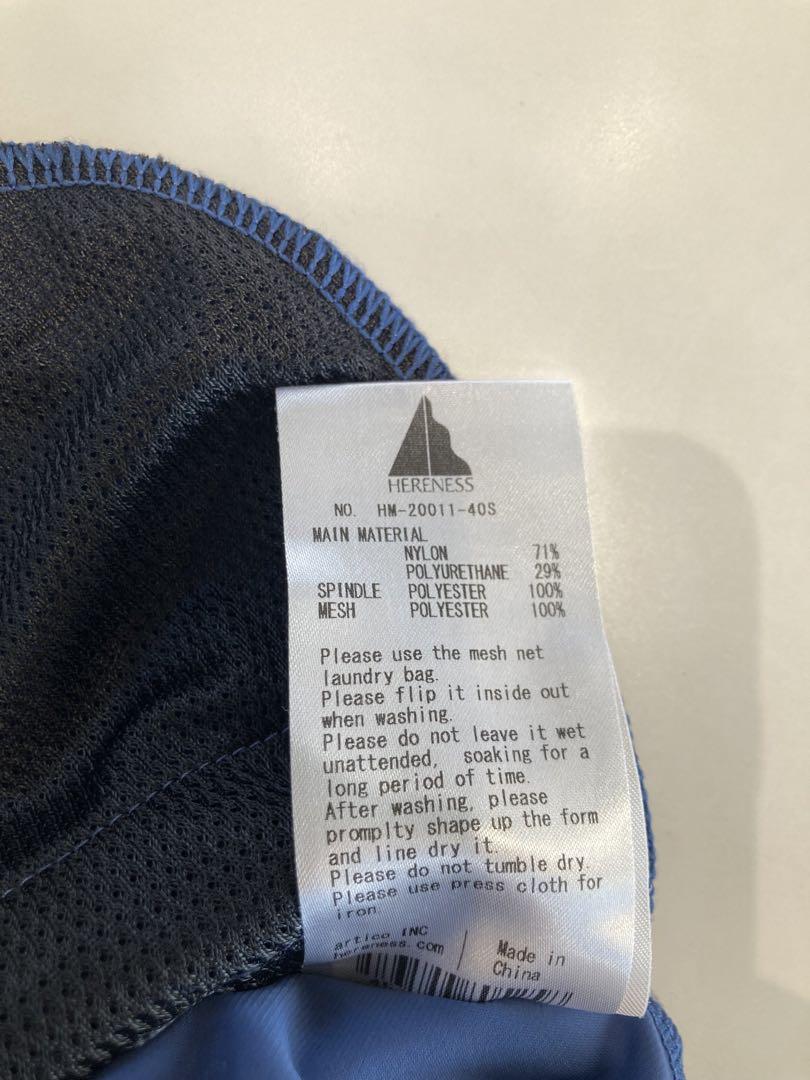 HERENESS
NO. HM-20011-40S
MAIN MATERIAL
NYLON 71%
POLYURETHANE 29%
SPINDLE POLYESTER 100%
MESH POLYESTER 100%
Please use the mesh net
laundry bag.
Please flip it inside out
when washing.
Please do not leave it wet
unattended, soaking for a
long period of time.
After washing, please
promplty shape up the form
and line dry it.
Please do not tumble dry.
Please use press cloth for
iron.
artico INC
hereness.com
Made in
China